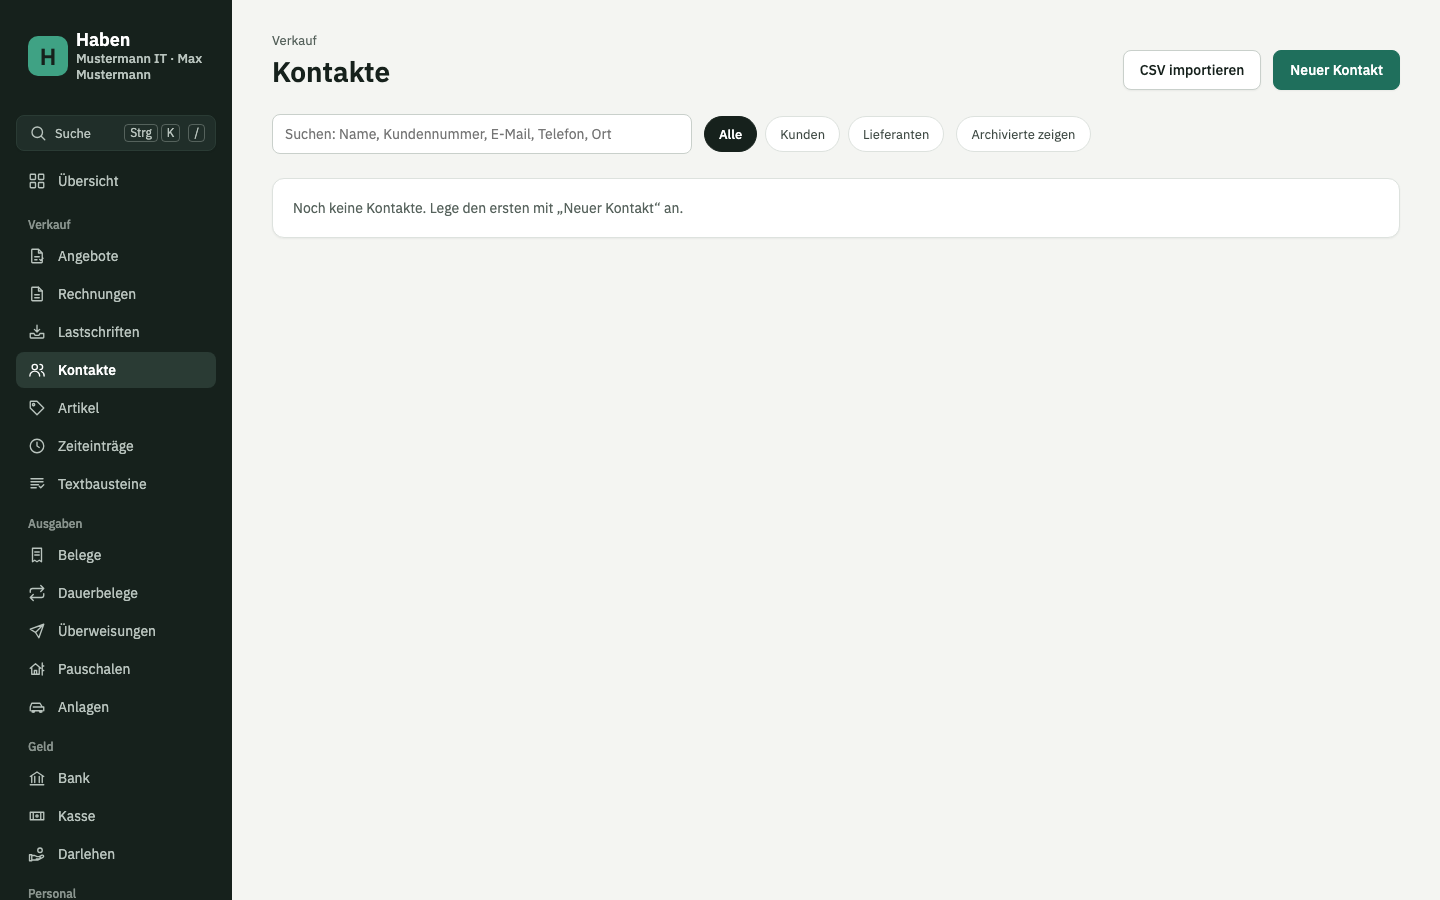 H
Haben
Mustermann IT · Max
Mustermann
Suche Strg K /
Übersicht
Verkauf
Angebote
Rechnungen
Lastschriften
Kontakte
Artikel
Zeiteinträge
Textbausteine
Ausgaben
Belege
Dauerbelege
Überweisungen
Pauschalen
Anlagen
Geld
Bank
Kasse
Darlehen
Personal
Verkauf
Kontakte
CSV importieren
Neuer Kontakt
Suchen: Name, Kundennummer, E-Mail, Telefon, Ort
Alle
Kunden
Lieferanten
Archivierte zeigen
Noch keine Kontakte. Lege den ersten mit „Neuer Kontakt“ an.